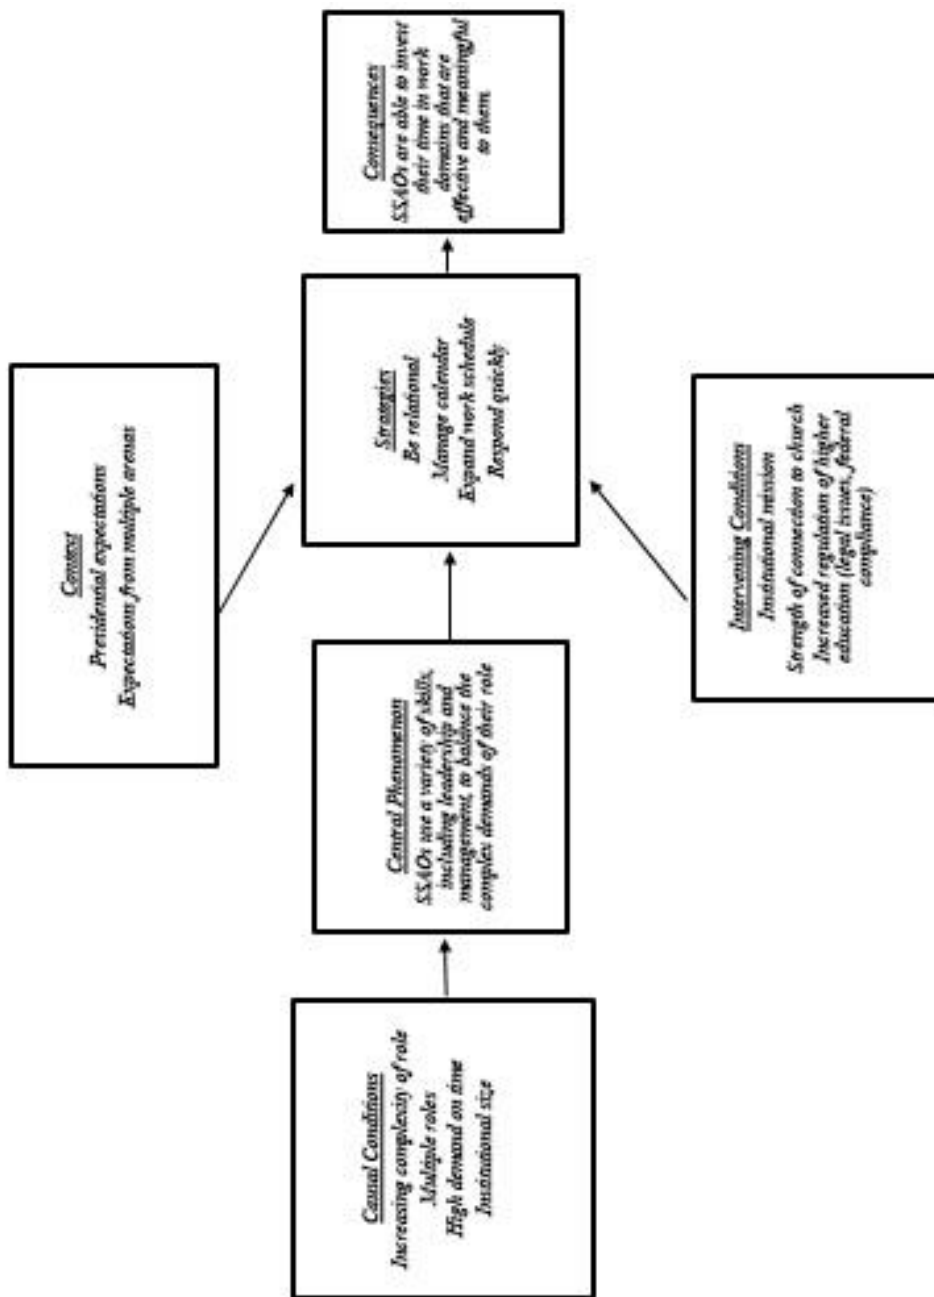 Context
Presidential expectations
Expectations from multiple arenas
Causal Conditions
Increasing complexity of role
Multiple roles
High demand on time
Institutional size
Central Phenomenon
SSAOs use a variety of skills,
including leadership and
management, to balance the
complex demands of their role
Strategies
Be relational
Manage calendar
Expand work schedule
Respond quickly
Consequences
SSAOs are able to invest
their time in work
domains that are
effective and meaningful
to them.
Intervening Conditions
Institutional mission
Strength of connection to church
Increased regulation of higher
education (legal issues, federal
compliance)